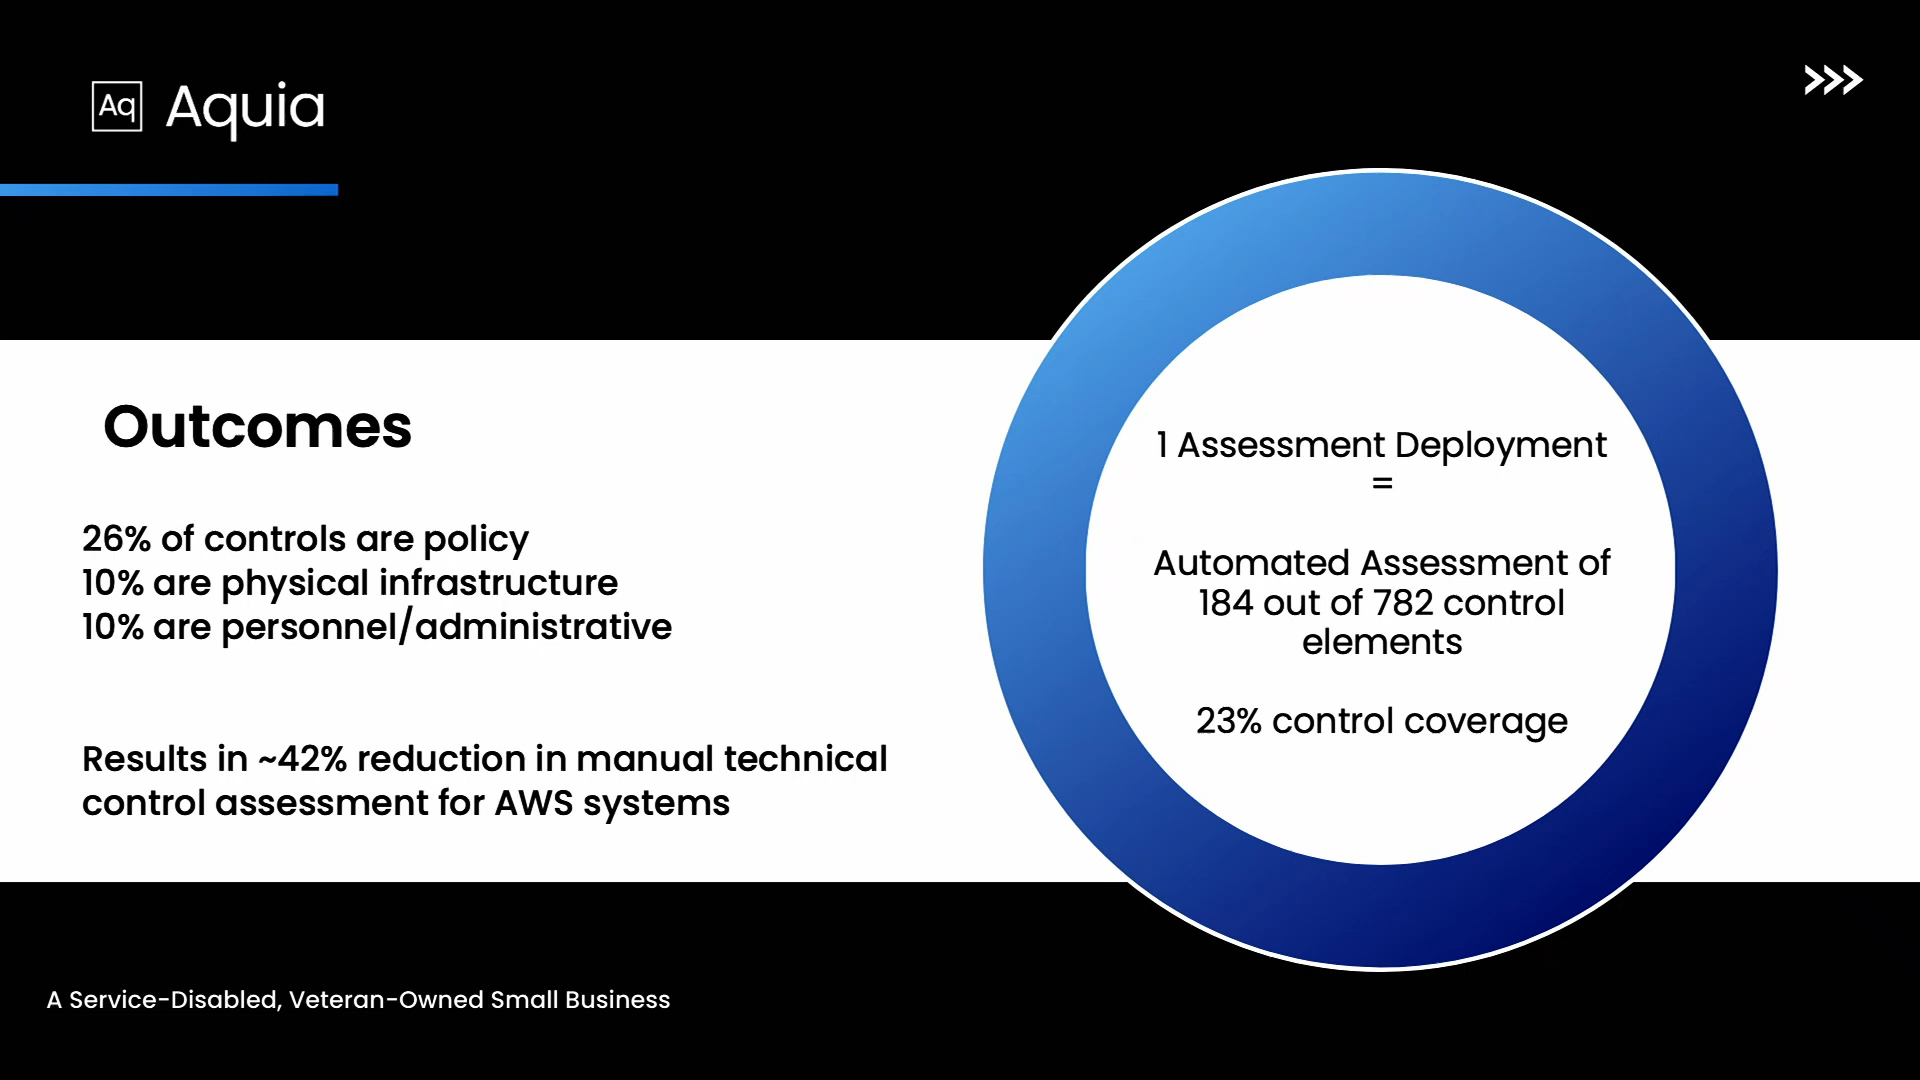 Aq Aquia
Outcomes
26% of controls are policy
10% are physical infrastructure
10% are personnel/administrative
Results in ~42% reduction in manual technical
control assessment for AWS systems
1 Assessment Deployment
=
Automated Assessment of
184 out of 782 control
elements
23% control coverage
A Service-Disabled, Veteran-Owned Small Business